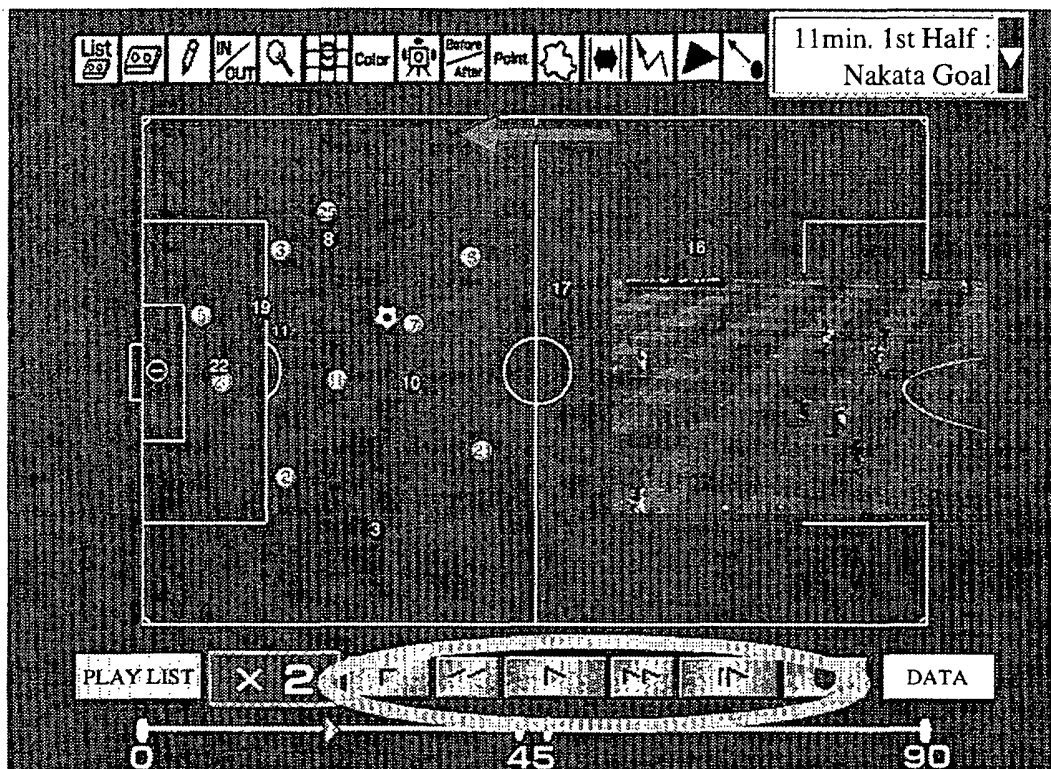 List
IN/OUT
Color
Before/After
Point
11min. 1st Half :
Nakata Goal
8
16
17
19
7
11
22
10
3
PLAY LIST
× 2
DATA
0
45
90